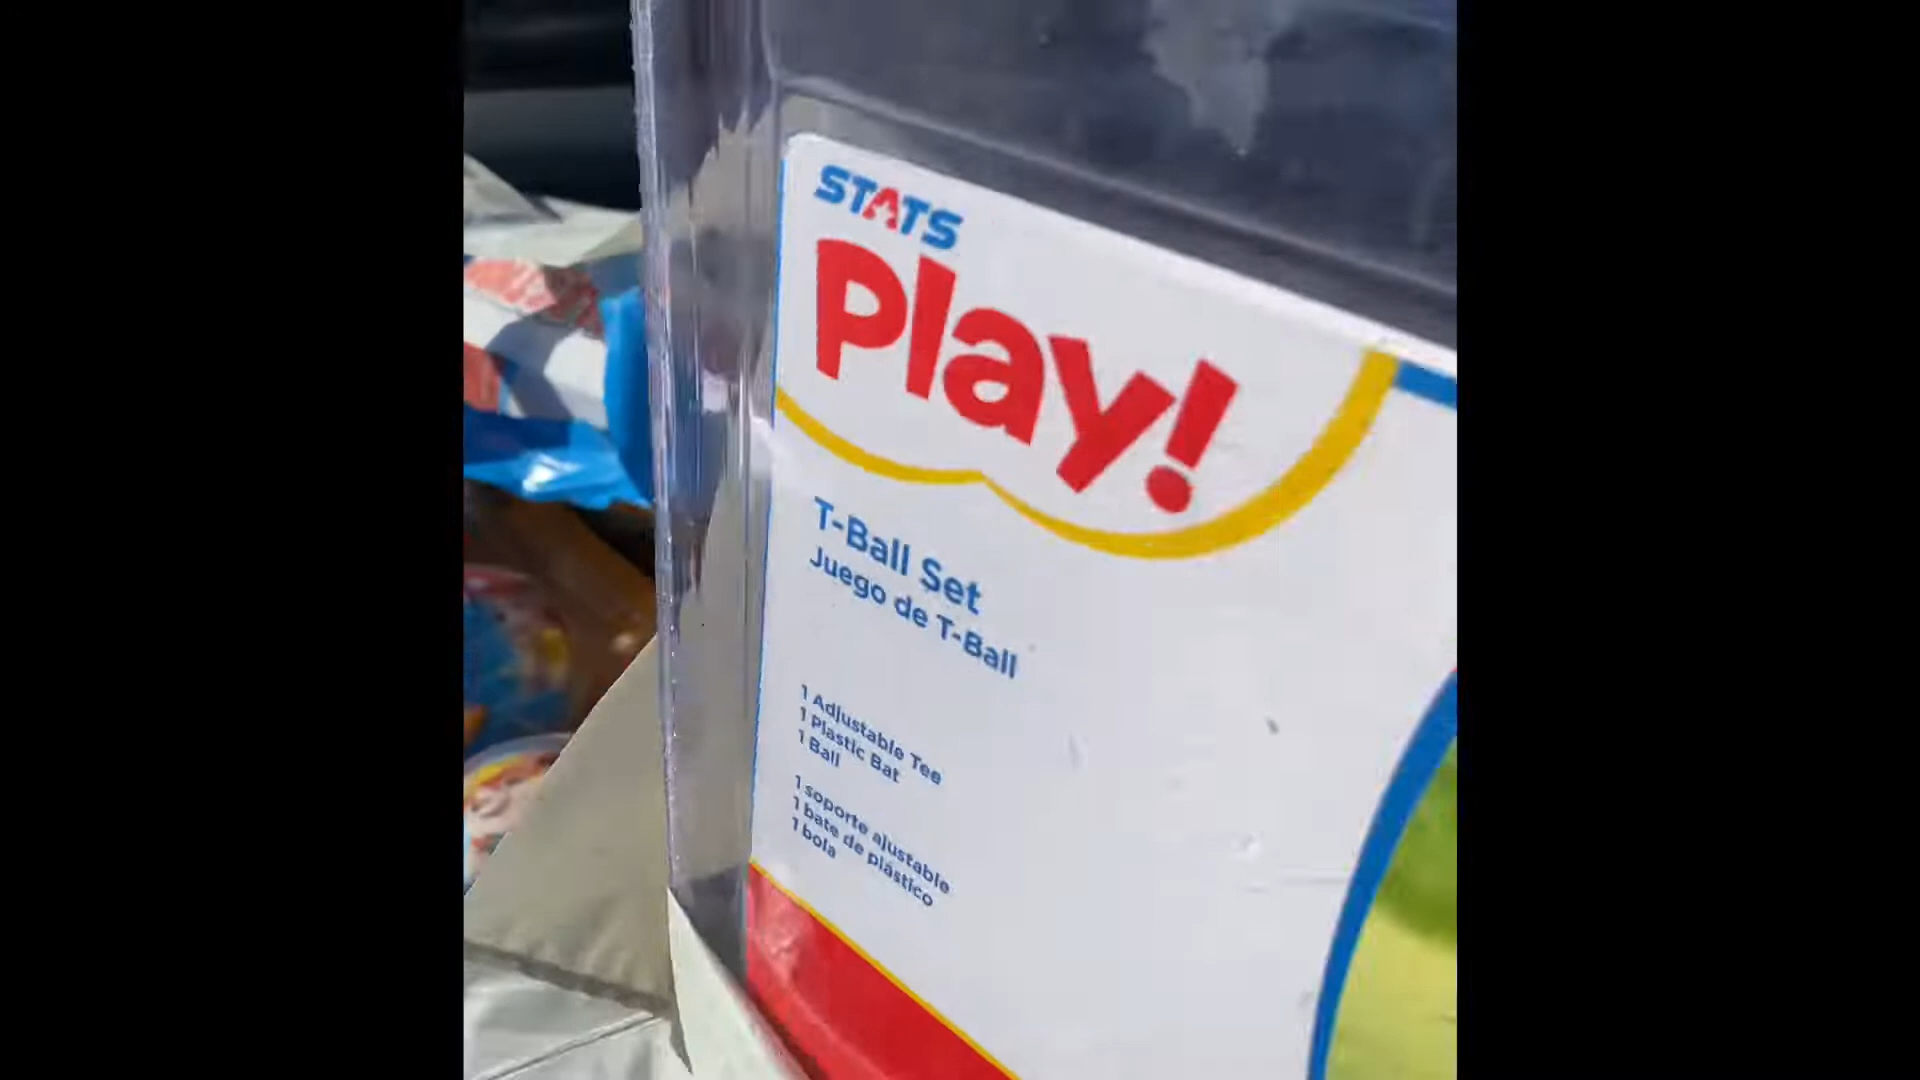 STATS
Play!
T-Ball Set
Juego de T-Ball
1 Adjustable Tee
1 Plastic Bat
1 Ball
1 soporte ajustable
1 bate de plástico
1 bola